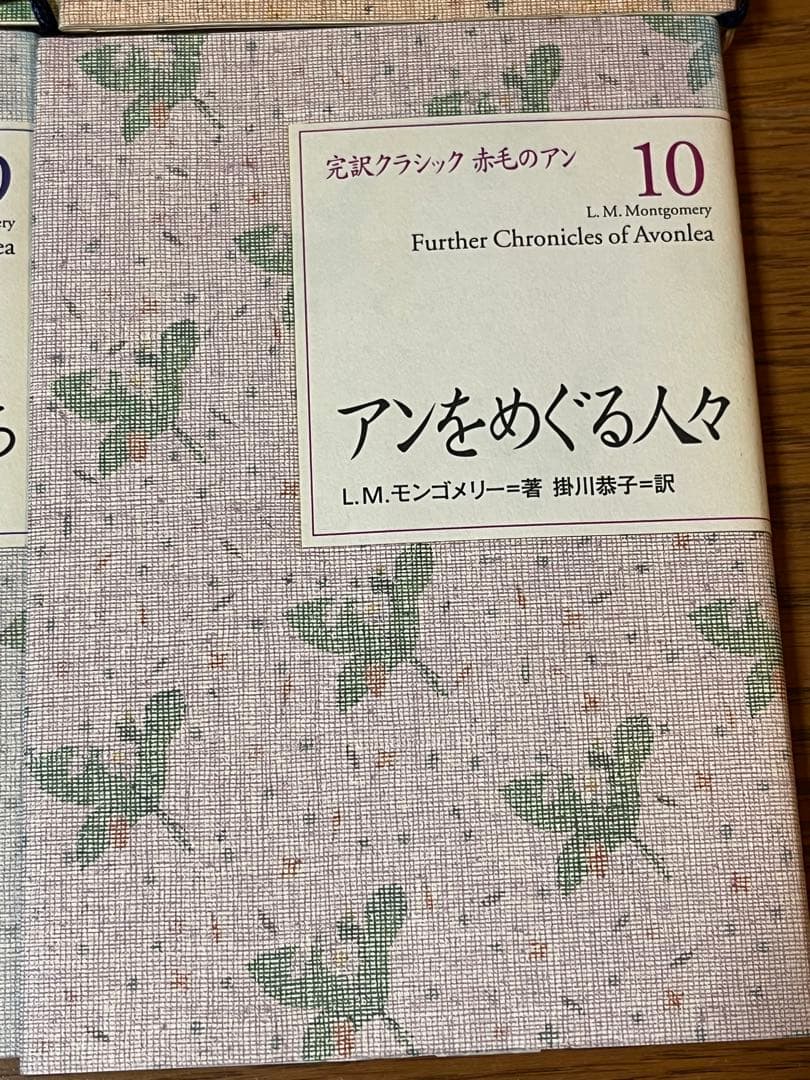 完訳クラシック 赤毛のアン 10
L. M. Montgomery
Further Chronicles of Avonlea
アンをめぐる人々
L.M.モンゴメリー=著 掛川恭子=訳
ery
ea